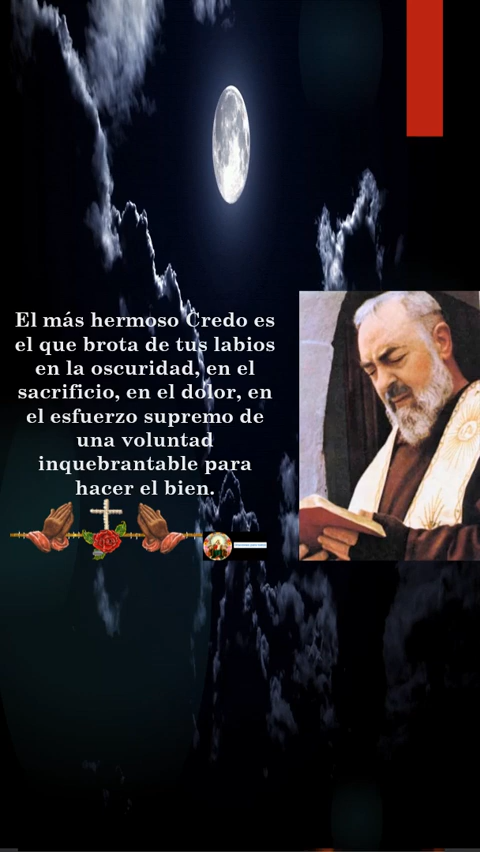 El más hermoso Credo es
el que brota de tus labios
en la oscuridad, en el
sacrificio, en el dolor, en
el esfuerzo supremo de
una voluntad
inquebrantable para
hacer el bien.